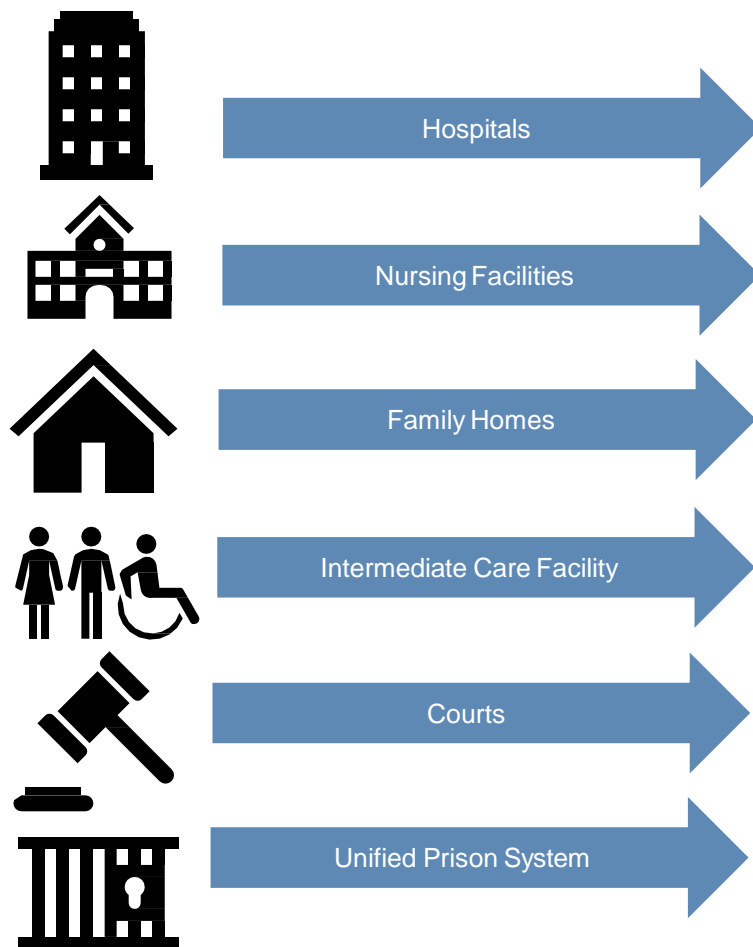 Hospitals
Nursing Facilities
Family Homes
Intermediate Care Facility
Courts
Unified Prison System